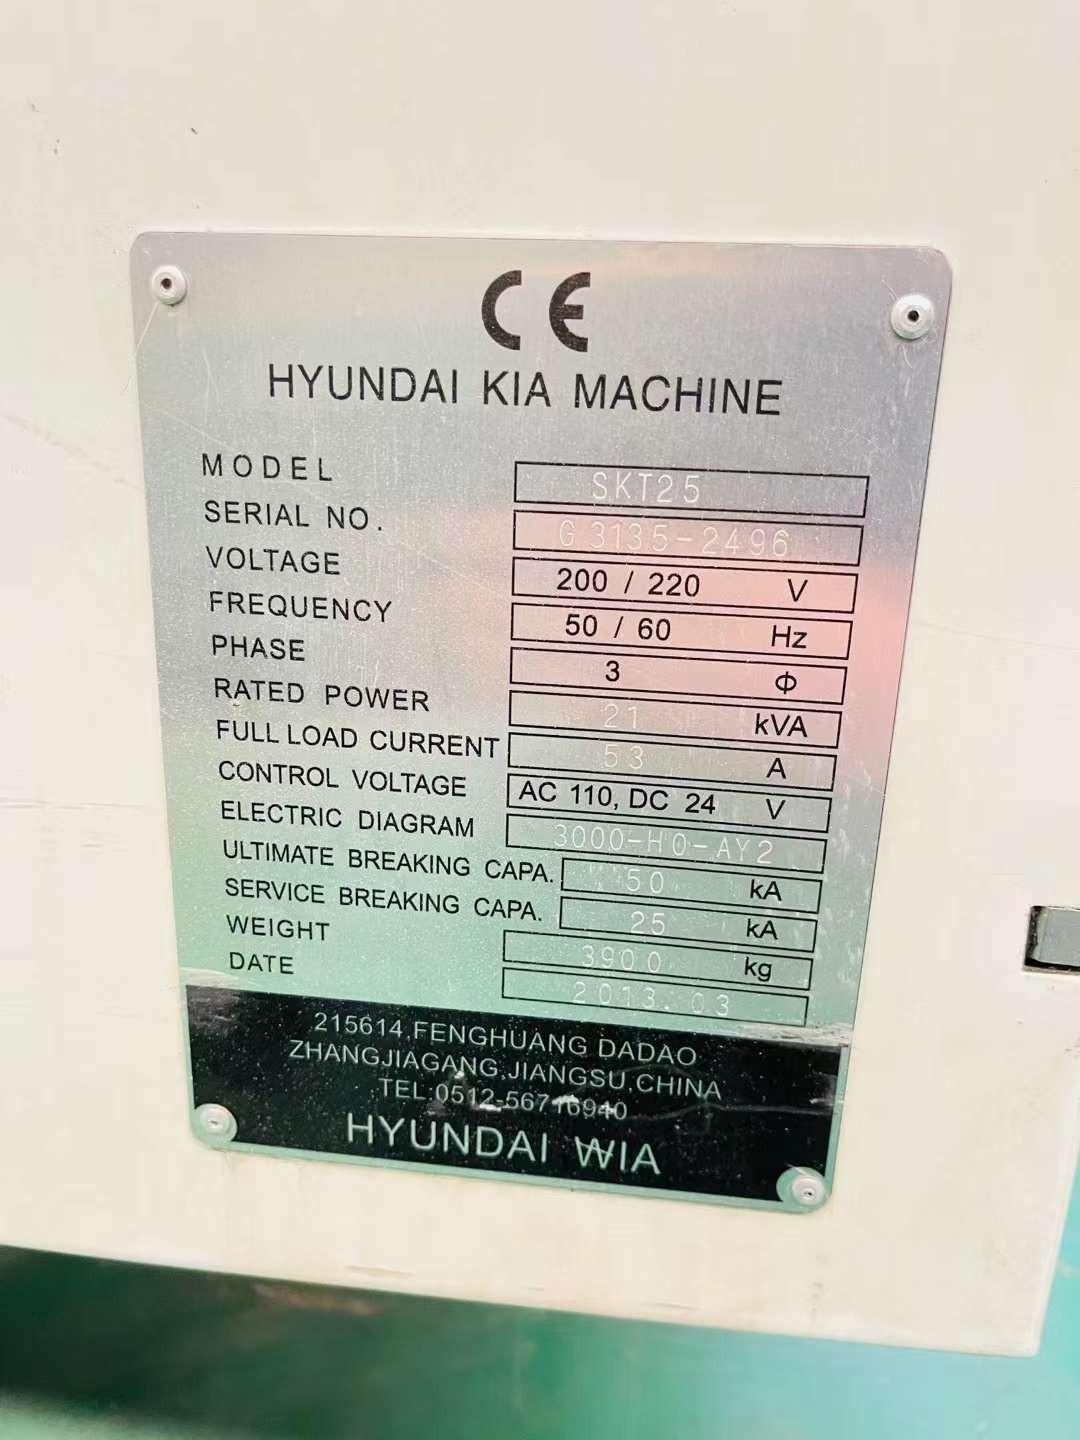 CE
HYUNDAI KIA MACHINE
MODEL SKT25
SERIAL NO. G3135-2496
VOLTAGE 200 / 220 V
FREQUENCY 50 / 60 Hz
PHASE 3 Φ
RATED POWER 21 kVA
FULL LOAD CURRENT 53 A
CONTROL VOLTAGE AC 110, DC 24 V
ELECTRIC DIAGRAM 3000-H0-AY2
ULTIMATE BREAKING CAPA. 50 kA
SERVICE BREAKING CAPA. 25 kA
WEIGHT 3900 kg
DATE 2013.03
215614,FENGHUANG DADAO
ZHANGJIAGANG,JIANGSU,CHINA
TEL:0512-56716940
HYUNDAI WIA